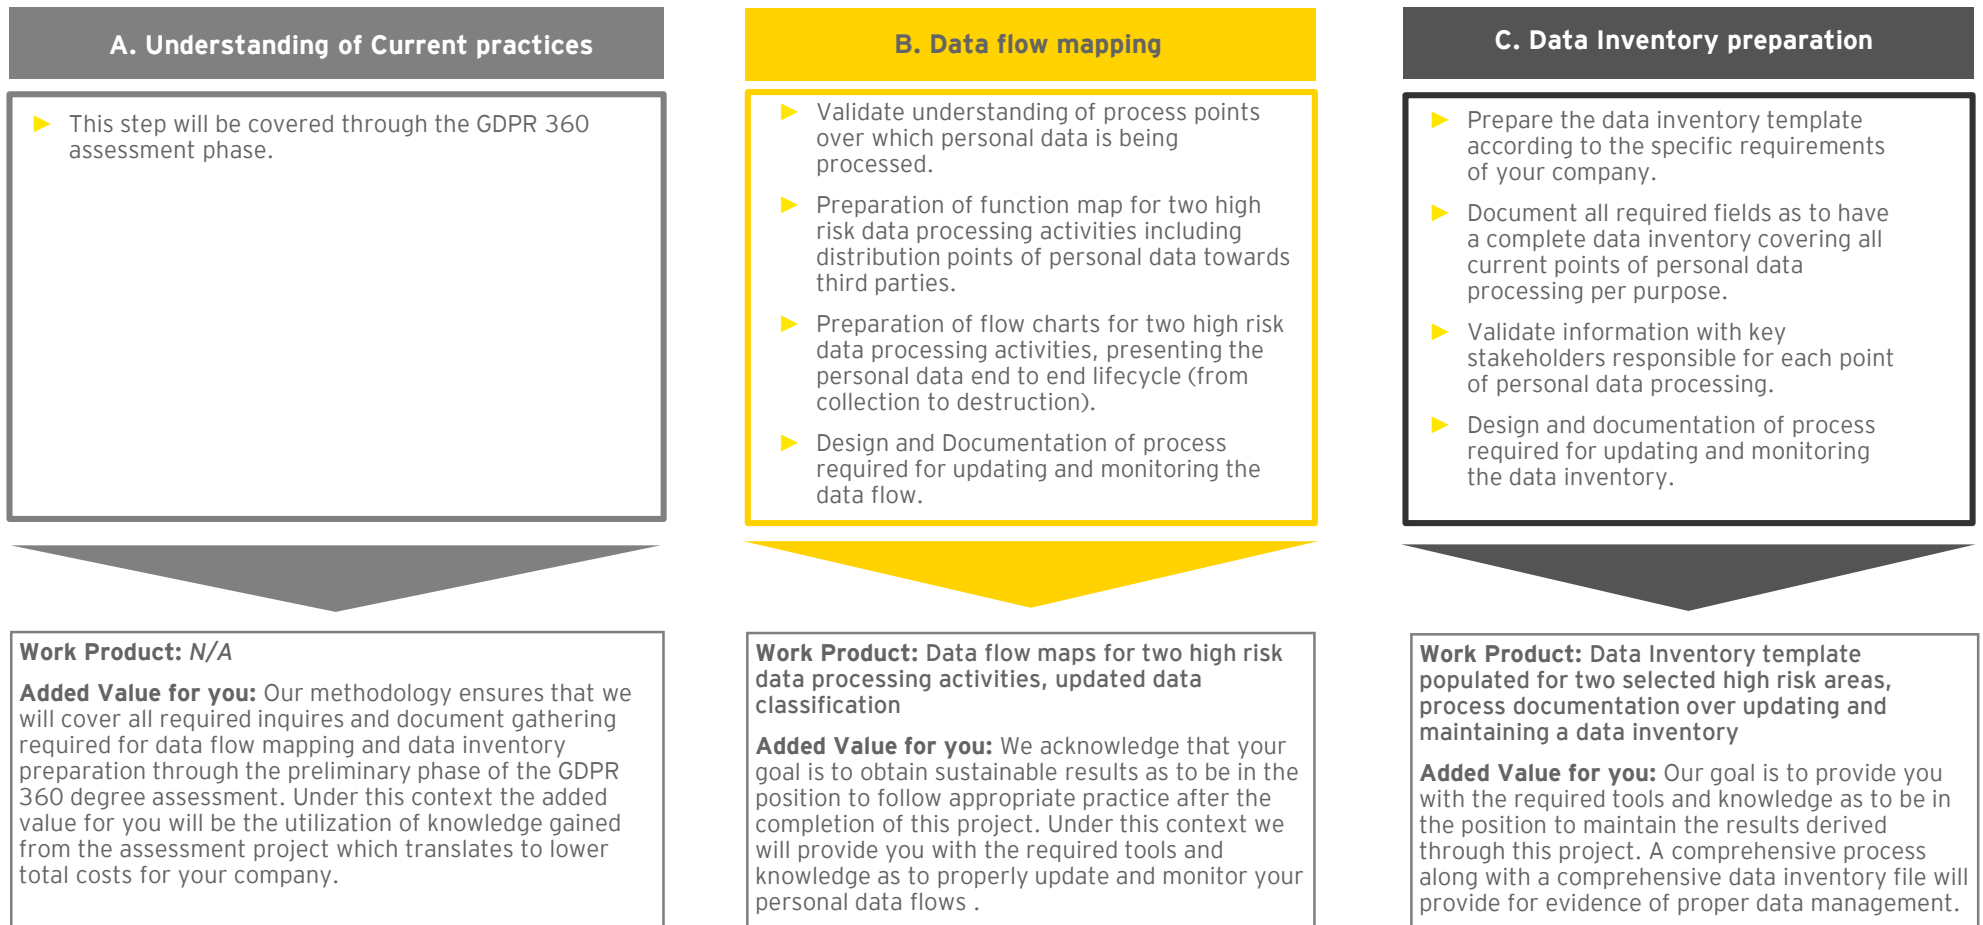 A. Understanding of Current practices
This step will be covered through the GDPR 360
assessment phase.
Work Product: N/A
Added Value for you: Our methodology ensures that we
will cover all required inquires and document gathering
required for data flow mapping and data inventory
preparation through the preliminary phase of the GDPR
360 degree assessment. Under this context the added
value for you will be the utilization of knowledge gained
from the assessment project which translates to lower
total costs for your company.
B. Data flow mapping
Validate understanding of process points
over which personal data is being
processed.
Preparation of function map for two high
risk data processing activities including
distribution points of personal data towards
third parties.
Preparation of flow charts for two high risk
data processing activities, presenting the
personal data end to end lifecycle (from
collection to destruction).
Design and Documentation of process
required for updating and monitoring the
data flow.
Work Product: Data flow maps for two high risk
data processing activities, updated data
classification
Added Value for you: We acknowledge that your
goal is to obtain sustainable results as to be in the
position to follow appropriate practice after the
completion of this project. Under this context we
will provide you with the required tools and
knowledge as to properly update and monitor your
personal data flows .
C. Data Inventory preparation
Prepare the data inventory template
according to the specific requirements
of your company.
Document all required fields as to have
a complete data inventory covering all
current points of personal data
processing per purpose.
Validate information with key
stakeholders responsible for each point
of personal data processing.
Design and documentation of process
required for updating and monitoring
the data inventory.
Work Product: Data Inventory template
populated for two selected high risk areas,
process documentation over updating and
maintaining a data inventory
Added Value for you: Our goal is to provide you
with the required tools and knowledge as to be in
the position to maintain the results derived
through this project. A comprehensive process
along with a comprehensive data inventory file will
provide for evidence of proper data management.